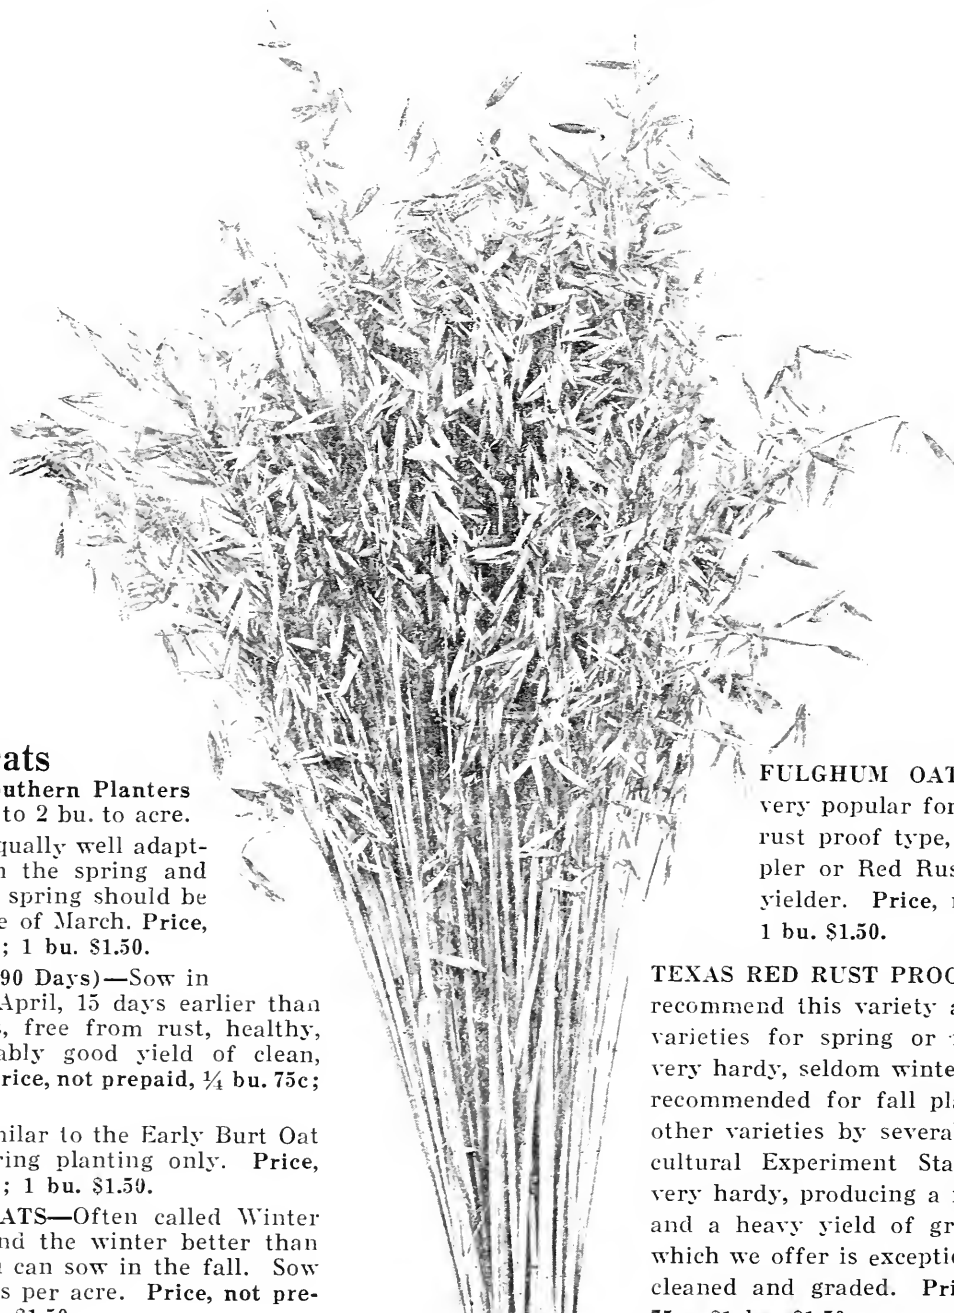 ats
uthern Planters
to 2 bu. to acre.
qually well adapt-
the spring and
spring should be
e of March. Price,
; 1 bu. $1.50.
90 Days)—Sow in
April, 15 days earlier than
, free from rust, healthy,
ably good yield of clean,
rice, not prepaid, ¼ bu. 75c;
ilar to the Early Burt Oat
ring planting only. Price,
; 1 bu. $1.50.
ATS—Often called Winter
nd the winter better than
can sow in the fall. Sow
s per acre. Price, not pre-
FULGHUM OAT
very popular for
rust proof type,
pler or Red Rus
yielder. Price,
1 bu. $1.50.
TEXAS RED RUST PROO
recommend this variety a
varieties for spring or
very hardy, seldom winte
recommended for fall pla
other varieties by severa
cultural Experiment Sta
very hardy, producing a
and a heavy yield of gr
which we offer is exceptio
cleaned and graded. Pri